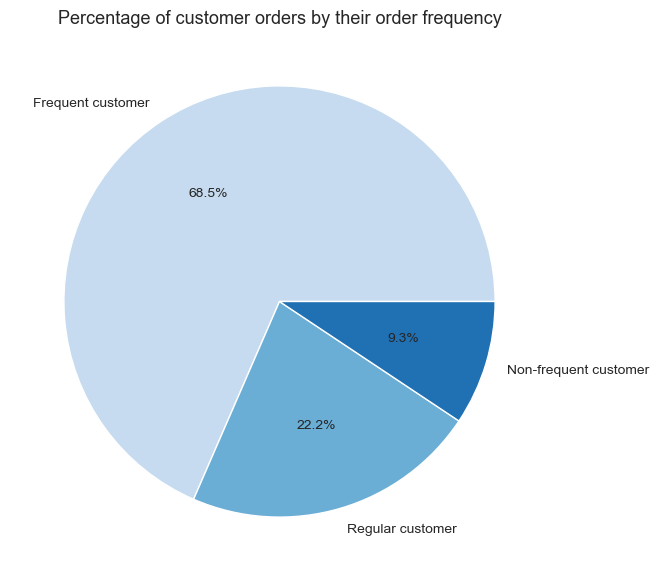 Percentage of customer orders by their order frequency
Frequent customer
68.5%
9.3%
Non-frequent customer
22.2%
Regular customer